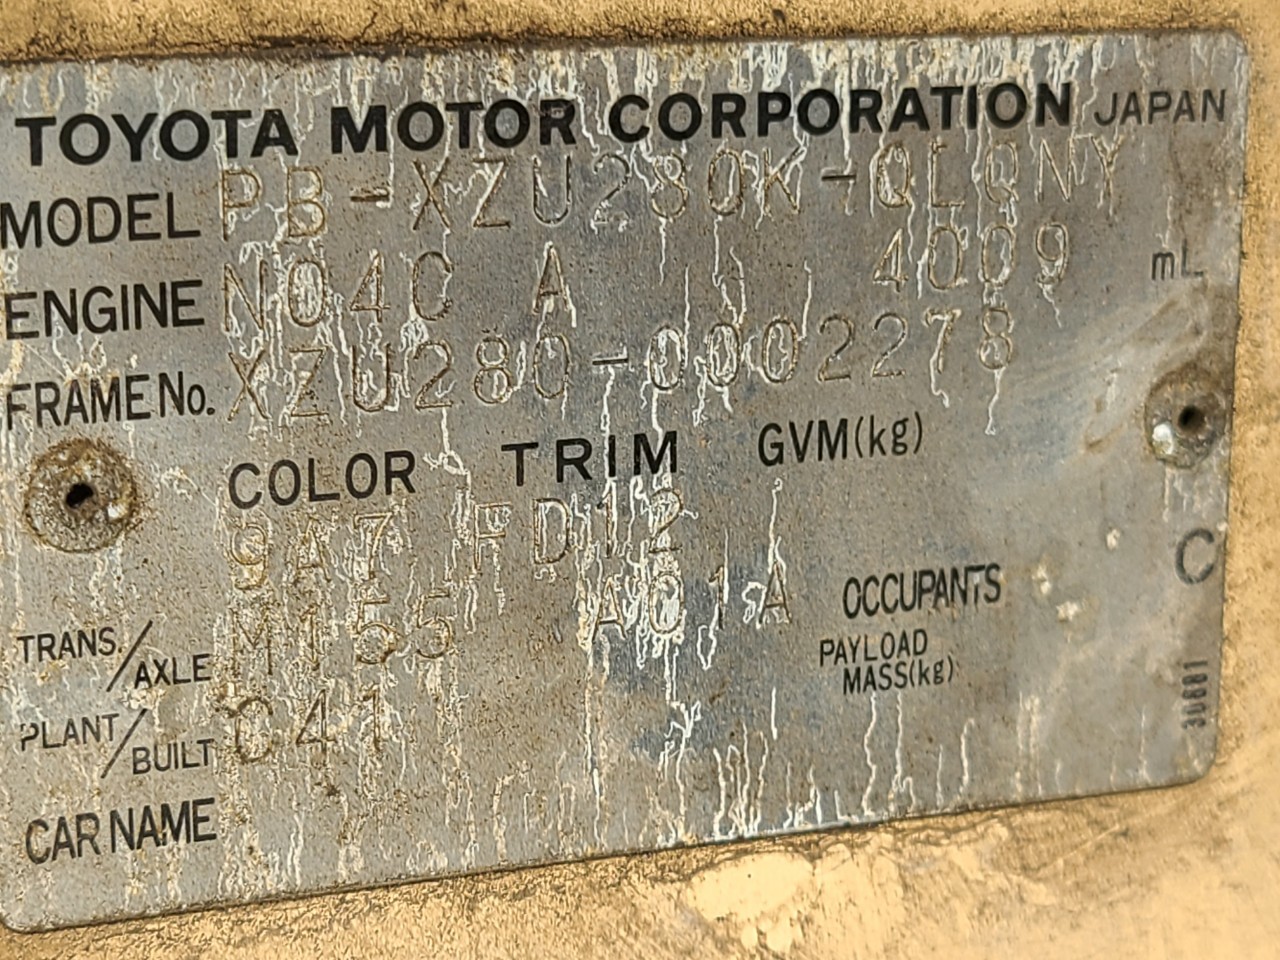 TOYOTA MOTOR CORPORATION JAPAN
MODEL PB-XZU280K-QLQNY
ENGINE N04C A 4009 mL
FRAME No. XZU280-0002278
COLOR TRIM GVM(kg)
9A7 FD12
C
TRANS./AXLE M155 A01A OCCUPANTS
PAYLOAD MASS(kg)
PLANT/BUILT C41
CAR NAME